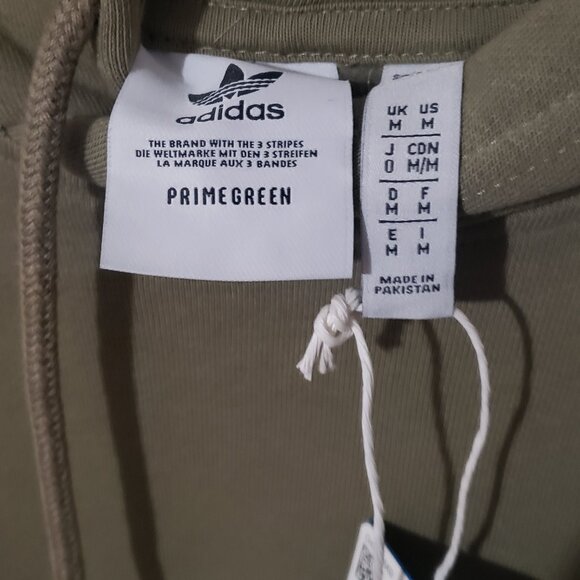 adidas
THE BRAND WITH THE 3 STRIPES
DIE WELTMARKE MIT DEN 3 STREIFEN
LA MARQUE AUX 3 BANDES
PRIMEGREEN
UK US
M M
J CDN
O M/M
D F
M M
E I
M M
MADE IN
PAKISTAN